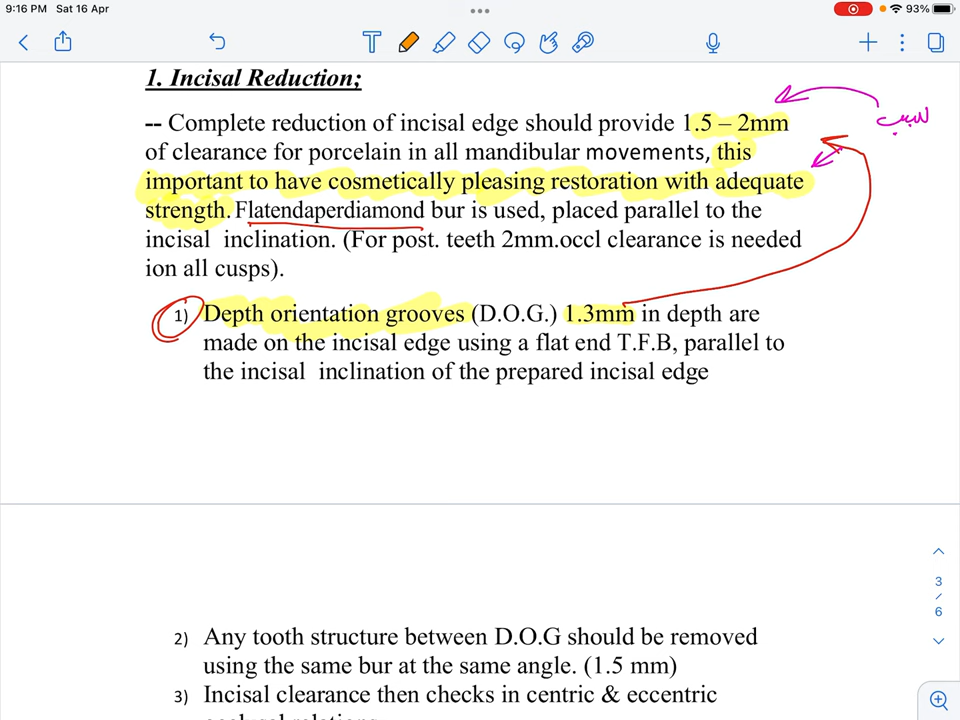 9:16 PM Sat 16 Apr
93%
1. Incisal Reduction;
-- Complete reduction of incisal edge should provide 1.5 – 2mm
لسبب
of clearance for porcelain in all mandibular movements, this
important to have cosmetically pleasing restoration with adequate
strength. Flatendaperdiamond bur is used, placed parallel to the
incisal inclination. (For post. teeth 2mm.occl clearance is needed
ion all cusps).
1) Depth orientation grooves (D.O.G.) 1.3mm in depth are
made on the incisal edge using a flat end T.F.B, parallel to
the incisal inclination of the prepared incisal edge
3
/
6
2) Any tooth structure between D.O.G should be removed
using the same bur at the same angle. (1.5 mm)
3) Incisal clearance then checks in centric & eccentric